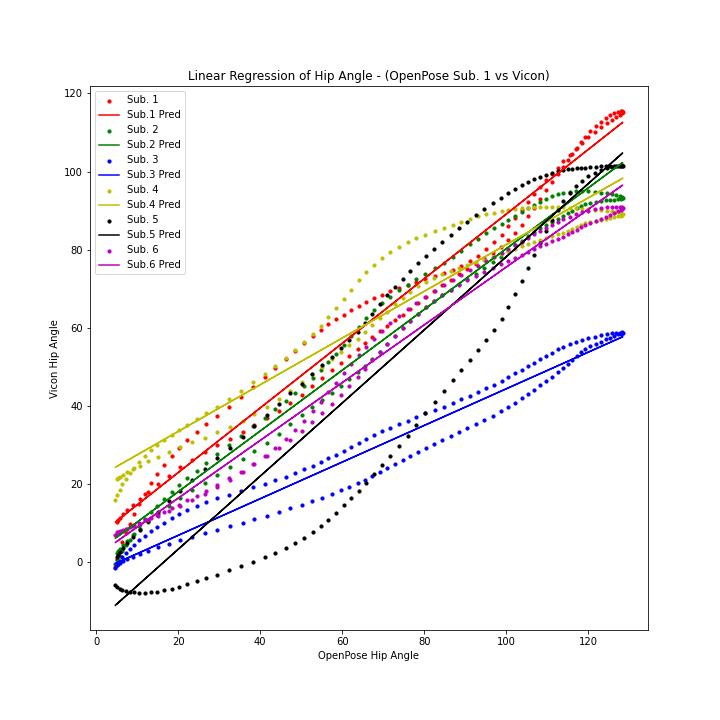 Linear Regression of Hip Angle - (OpenPose Sub. 1 vs Vicon)
Sub. 1
Sub.1 Pred
Sub. 2
Sub.2 Pred
Sub. 3
Sub.3 Pred
Sub. 4
Sub.4 Pred
Sub. 5
Sub.5 Pred
Sub. 6
Sub.6 Pred
Vicon Hip Angle
120
100
80
60
40
20
0
0 20 40 60 80 100 120
OpenPose Hip Angle